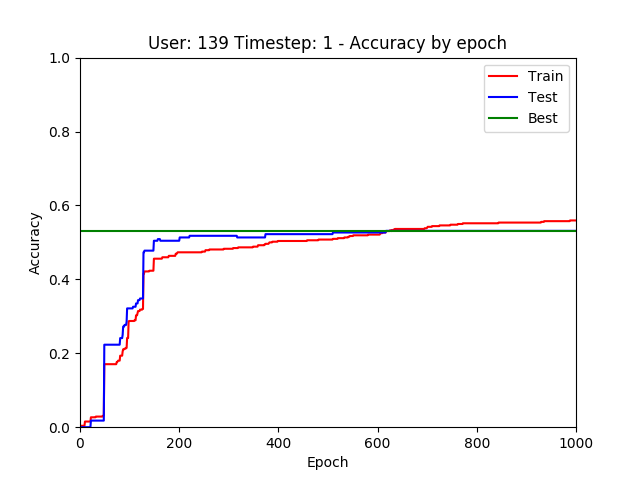 User: 139 Timestep: 1 - Accuracy by epoch
1.0
0.8
0.6
0.4
0.2
0.0
Accuracy
Train
Test
Best
0 200 400 600 800 1000
Epoch